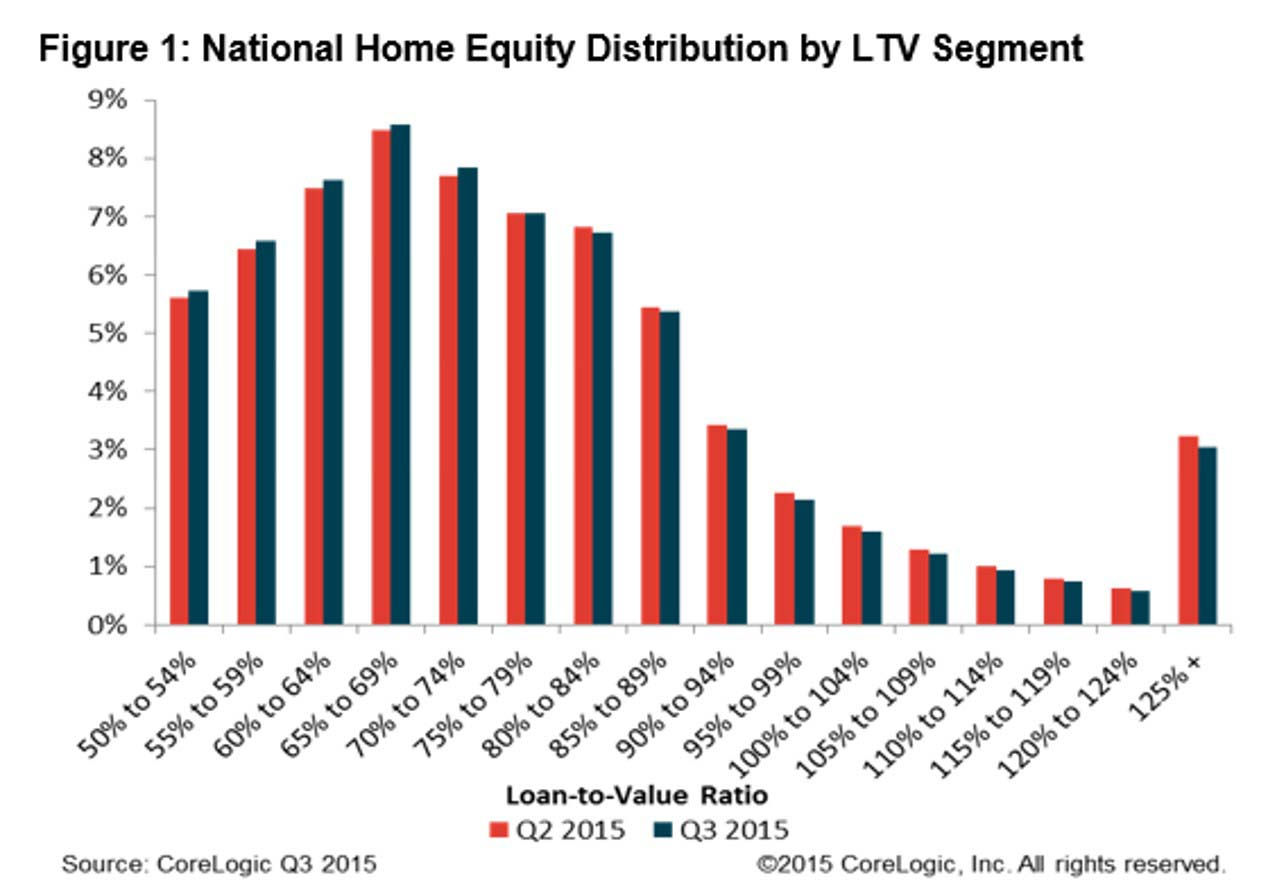 Figure 1: National Home Equity Distribution by LTV Segment
9%
8%
7%
6%
5%
4%
3%
2%
1%
0%
50% to 54%
55% to 59%
60% to 64%
65% to 69%
70% to 74%
75% to 79%
80% to 84%
85% to 89%
90% to 94%
95% to 99%
100% to 104%
105% to 109%
110% to 114%
115% to 119%
120% to 124%
125% +
Loan-to-Value Ratio
Q2 2015 Q3 2015
Source: CoreLogic Q3 2015 ©2015 CoreLogic, Inc. All rights reserved.